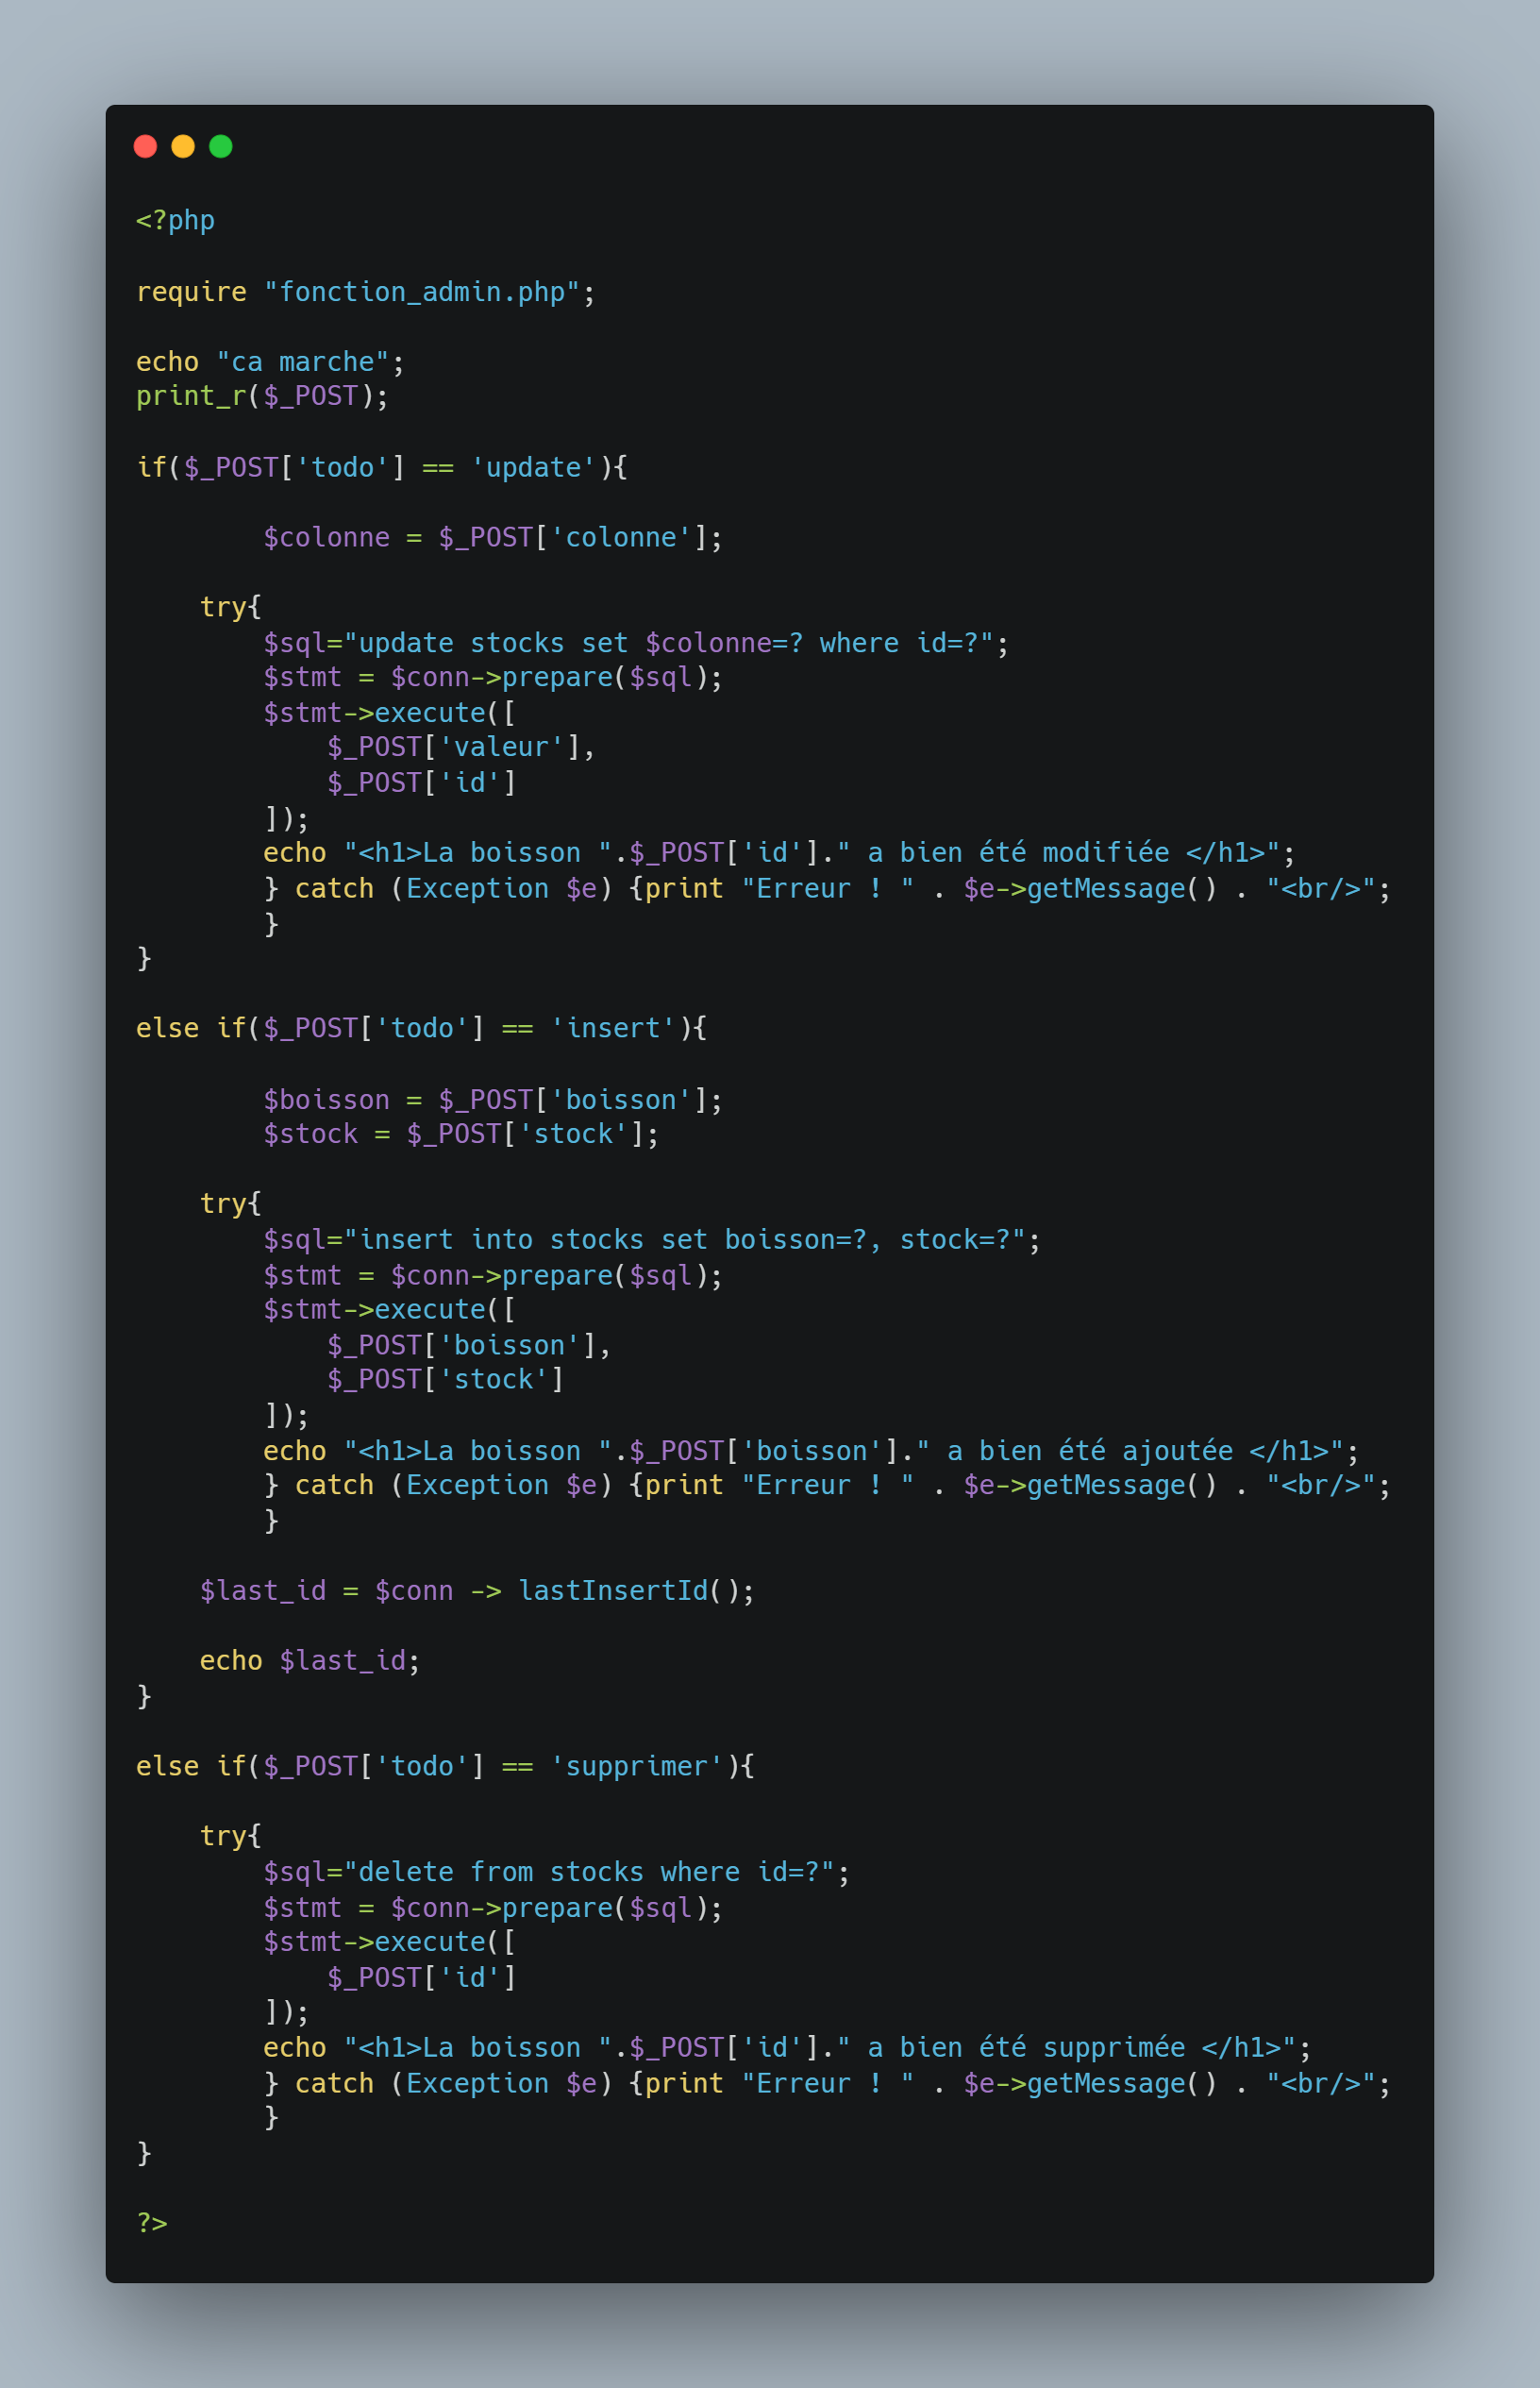 <?php
require "fonction_admin.php";
echo "ca marche";
print_r($_POST);
if($_POST['todo'] == 'update'){
        $colonne = $_POST['colonne'];
    try{
        $sql="update stocks set $colonne=? where id=?";
        $stmt = $conn->prepare($sql);
        $stmt->execute([
            $_POST['valeur'],
            $_POST['id']
        ]);
        echo "<h1>La boisson ".$_POST['id']." a bien été modifiée </h1>";
        } catch (Exception $e) {print "Erreur ! " . $e->getMessage() . "<br/>";
        }
}
else if($_POST['todo'] == 'insert'){
        $boisson = $_POST['boisson'];
        $stock = $_POST['stock'];
    try{
        $sql="insert into stocks set boisson=?, stock=?";
        $stmt = $conn->prepare($sql);
        $stmt->execute([
            $_POST['boisson'],
            $_POST['stock']
        ]);
        echo "<h1>La boisson ".$_POST['boisson']." a bien été ajoutée </h1>";
        } catch (Exception $e) {print "Erreur ! " . $e->getMessage() . "<br/>";
        }
    $last_id = $conn -> lastInsertId();
    echo $last_id;
}
else if($_POST['todo'] == 'supprimer'){
    try{
        $sql="delete from stocks where id=?";
        $stmt = $conn->prepare($sql);
        $stmt->execute([
            $_POST['id']
        ]);
        echo "<h1>La boisson ".$_POST['id']." a bien été supprimée </h1>";
        } catch (Exception $e) {print "Erreur ! " . $e->getMessage() . "<br/>";
        }
}
?>